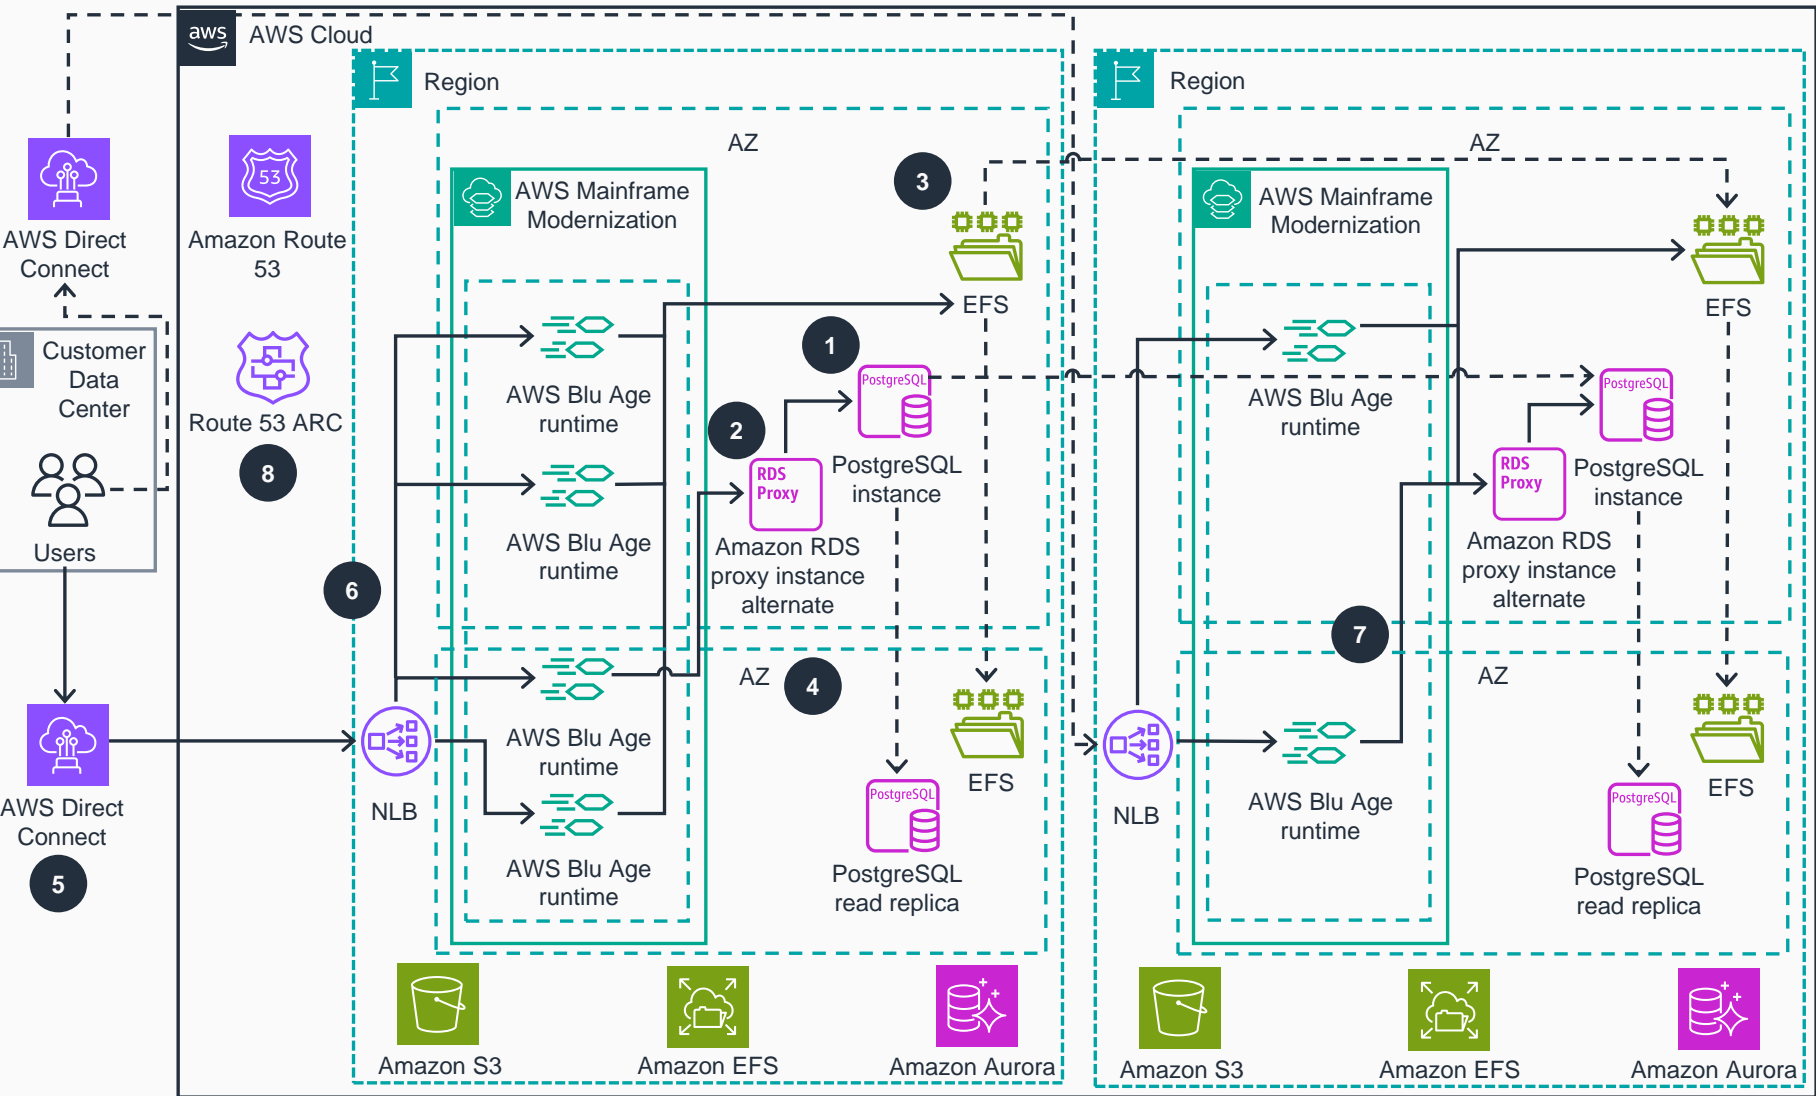 aws
AWS Cloud
Region
AZ
AWS Mainframe
Modernization
AWS Blu Age
runtime
AWS Blu Age
runtime
AWS Blu Age
runtime
AWS Blu Age
runtime
3
EFS
1
PostgreSQL
PostgreSQL
instance
2
RDS
Proxy
Amazon RDS
proxy instance
alternate
AZ
4
EFS
PostgreSQL
PostgreSQL
read replica
6
NLB
Amazon S3
Amazon EFS
Amazon Aurora
Region
AZ
AWS Mainframe
Modernization
AWS Blu Age
runtime
AWS Blu Age
runtime
EFS
PostgreSQL
PostgreSQL
instance
RDS
Proxy
Amazon RDS
proxy instance
alternate
7
AZ
EFS
PostgreSQL
PostgreSQL
read replica
NLB
Amazon S3
Amazon EFS
Amazon Aurora
AWS Direct
Connect
53
Amazon Route
53
Route 53 ARC
8
Customer
Data
Center
Users
AWS Direct
Connect
5